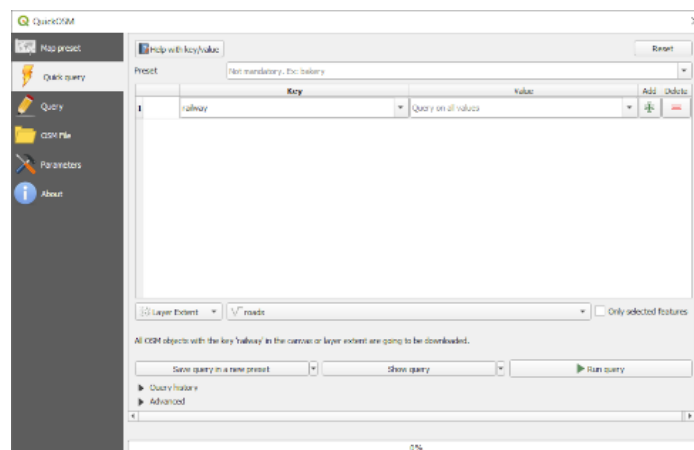 QuickOSM
Map preset
Quick query
Query
OSM File
Parameters
About
Help with key/value
Reset
Preset
Not mandatory. Ex: bakery
Key Value Add Delete
1 railway Query on all values
Layer Extent roads Only selected features
All OSM objects with the key 'railway' in the canvas or layer extent are going to be downloaded.
Save query in a new preset Show query Run query
Query history
Advanced
0%